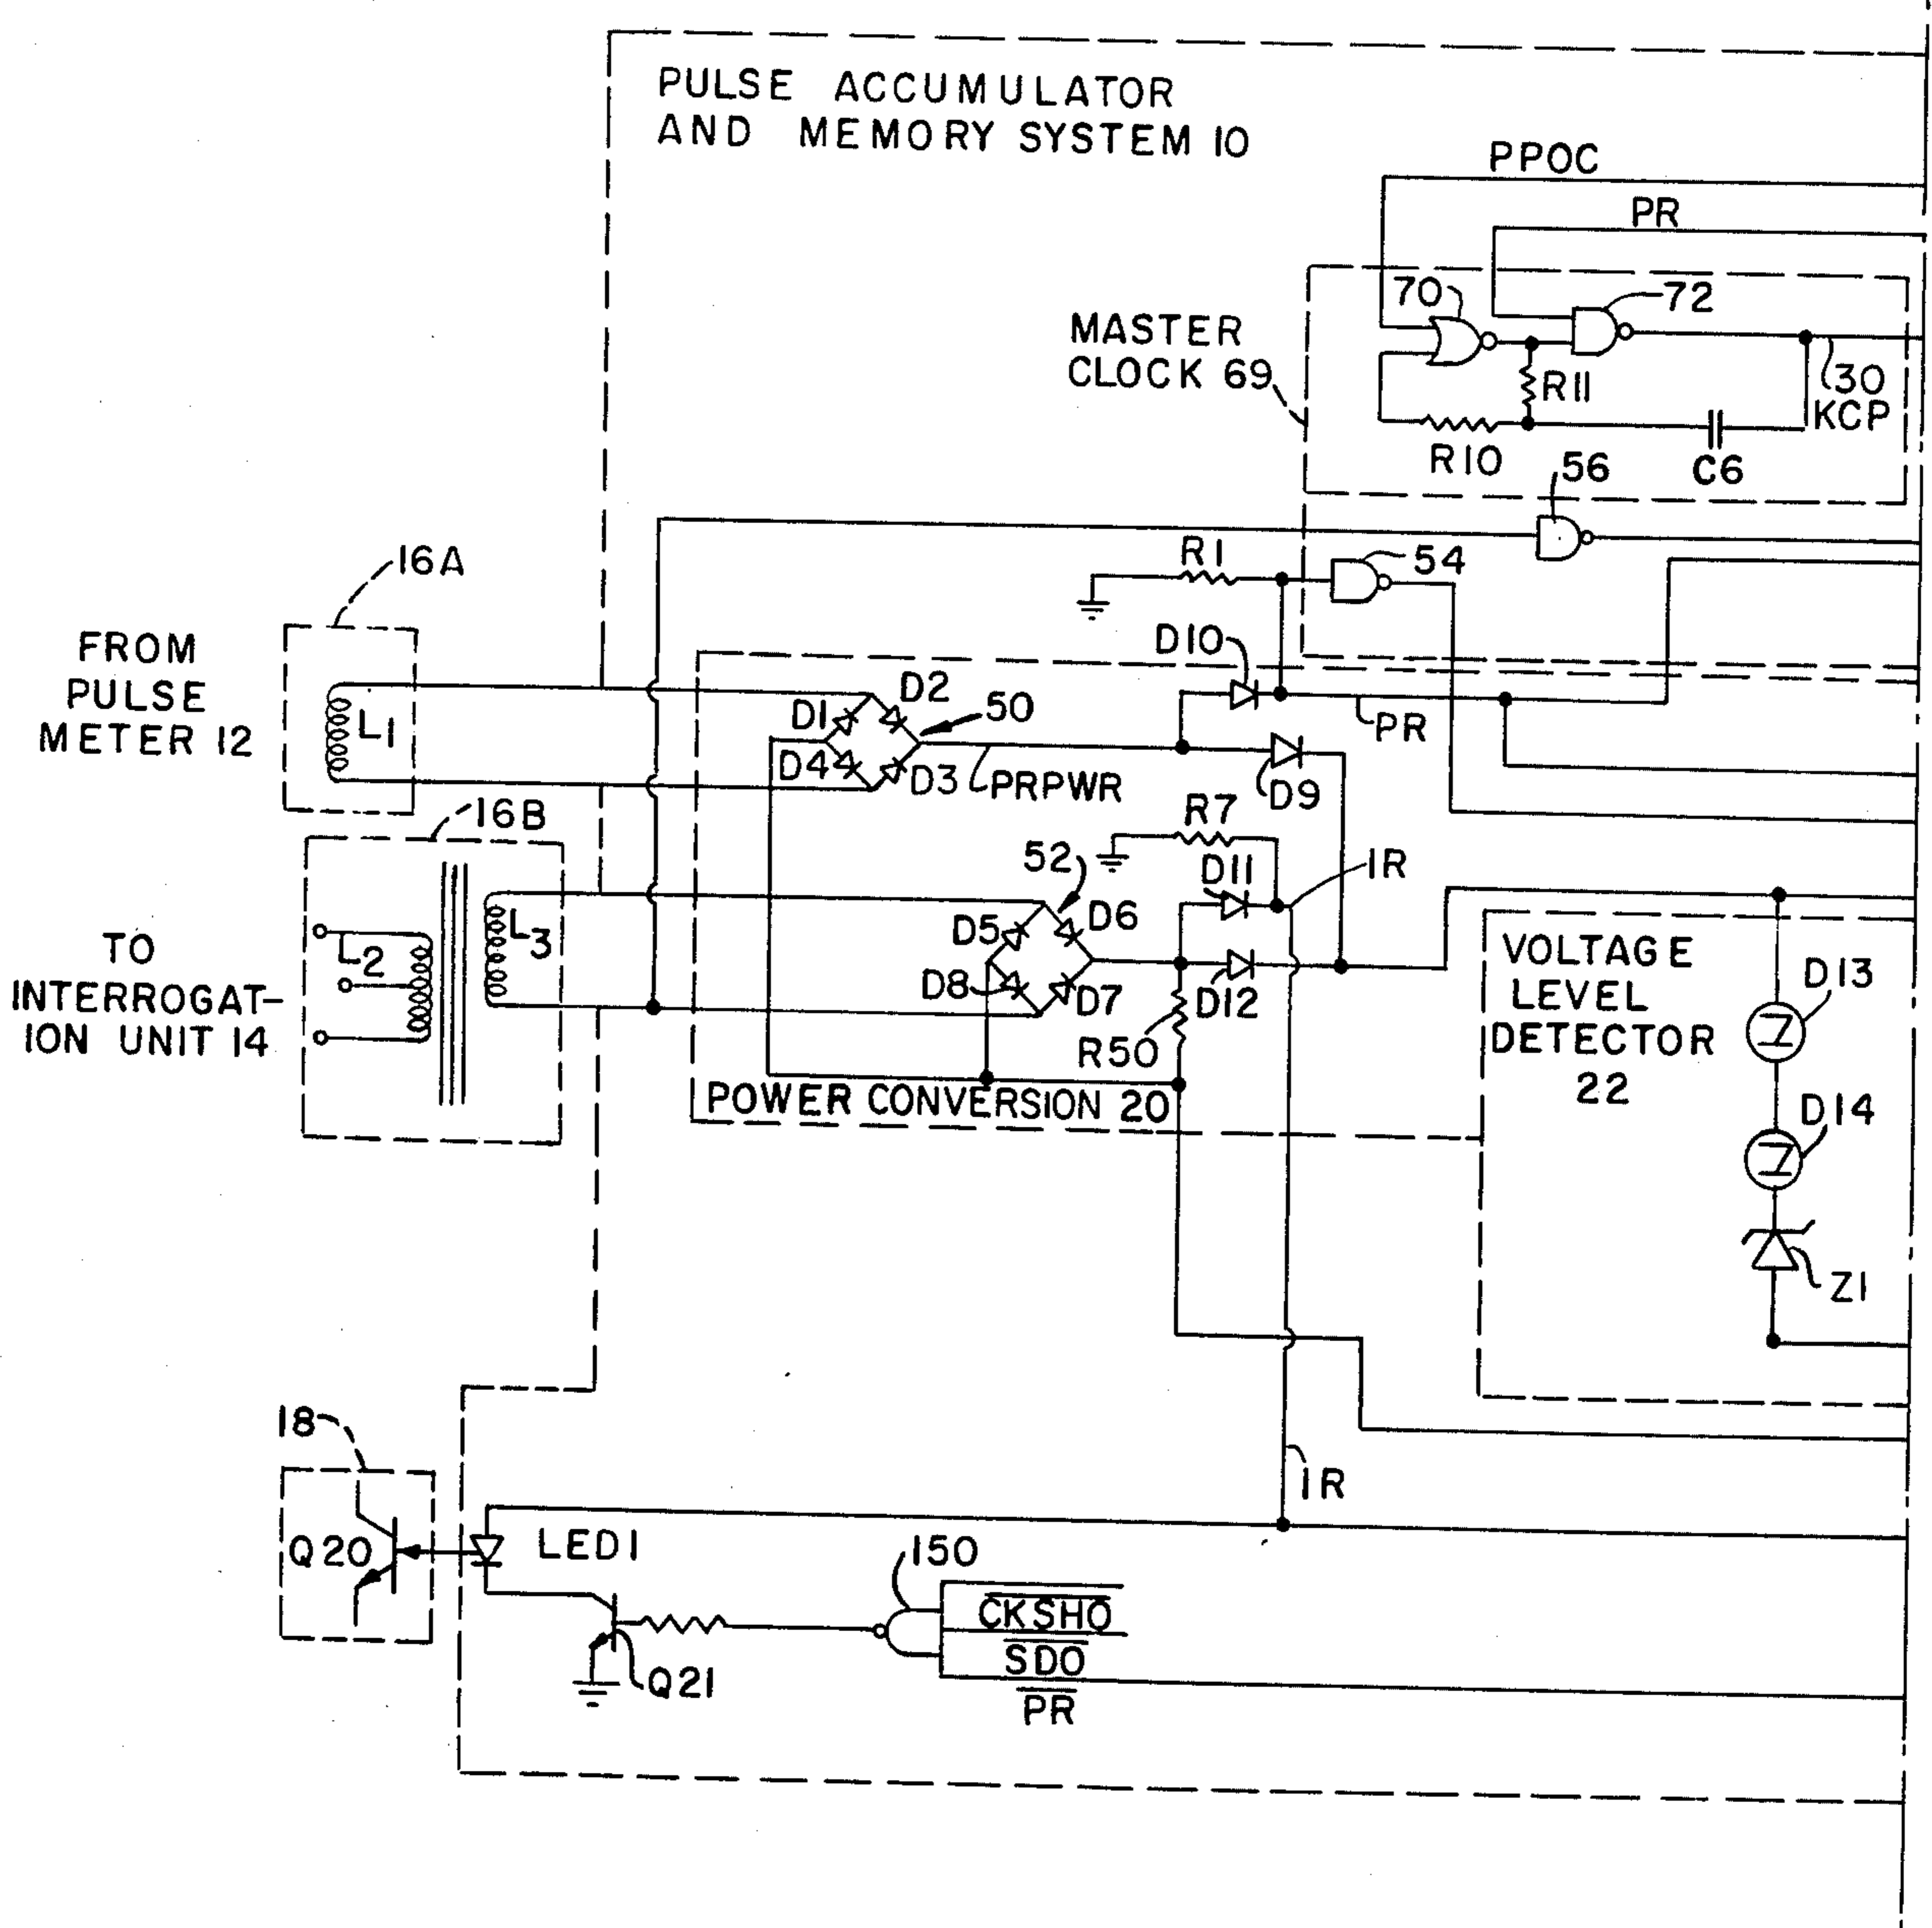 PULSE ACCUMULATOR
AND MEMORY SYSTEM 10
PPOC
PR
70
72
MASTER
CLOCK 69
R11
30
KCP
R10
C6
56
16A
R1
54
FROM
PULSE
METER 12
L1
D10
D2
50
D1
PR
D4
D3
PRPWR
D9
16B
R7
52
D11
IR
TO
INTERROGAT-
ION UNIT 14
L2
L3
D5
D6
D8
D7
D12
R50
VOLTAGE
LEVEL
DETECTOR
22
D13
D14
POWER CONVERSION 20
Z1
18
IR
Q20
LED1
150
C̅K̅S̅H̅O̅
S̅D̅O̅
Q21
P̅R̅